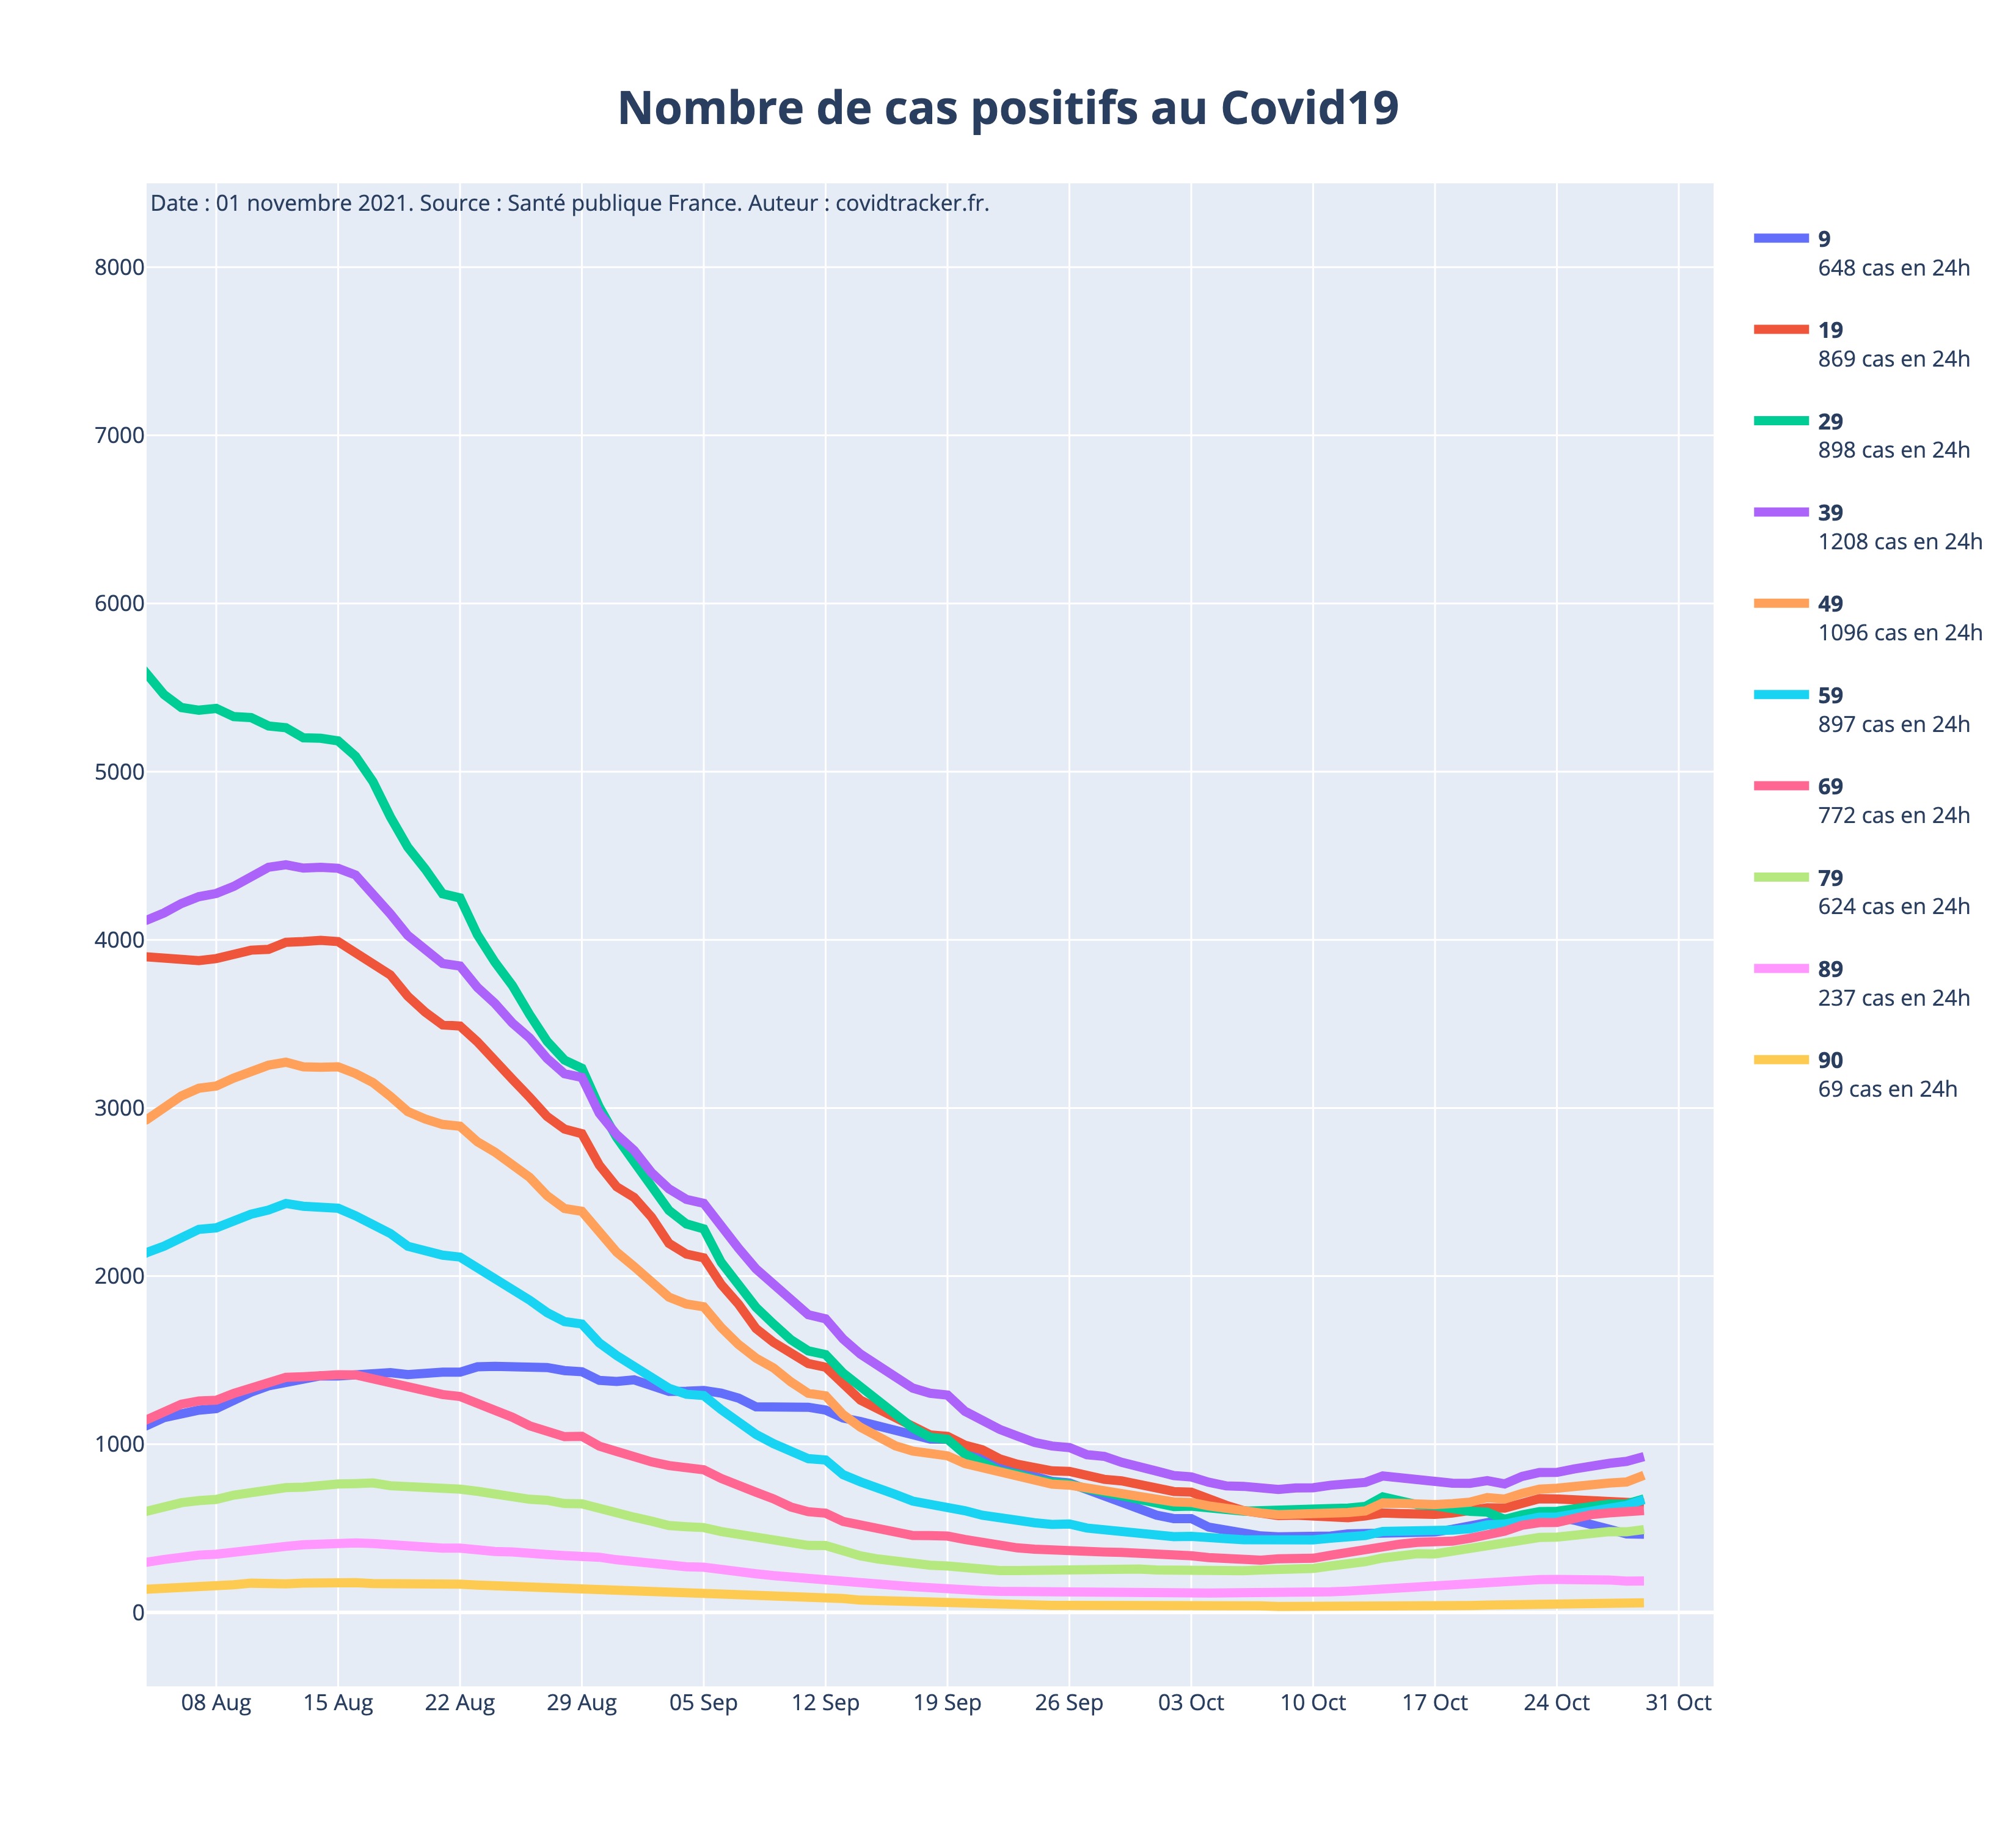 Nombre de cas positifs au Covid19
Date : 01 novembre 2021. Source : Santé publique France. Auteur : covidtracker.fr.
8000
7000
6000
5000
4000
3000
2000
1000
0
08 Aug
15 Aug
22 Aug
29 Aug
05 Sep
12 Sep
19 Sep
26 Sep
03 Oct
10 Oct
17 Oct
24 Oct
31 Oct
9
648 cas en 24h
19
869 cas en 24h
29
898 cas en 24h
39
1208 cas en 24h
49
1096 cas en 24h
59
897 cas en 24h
69
772 cas en 24h
79
624 cas en 24h
89
237 cas en 24h
90
69 cas en 24h